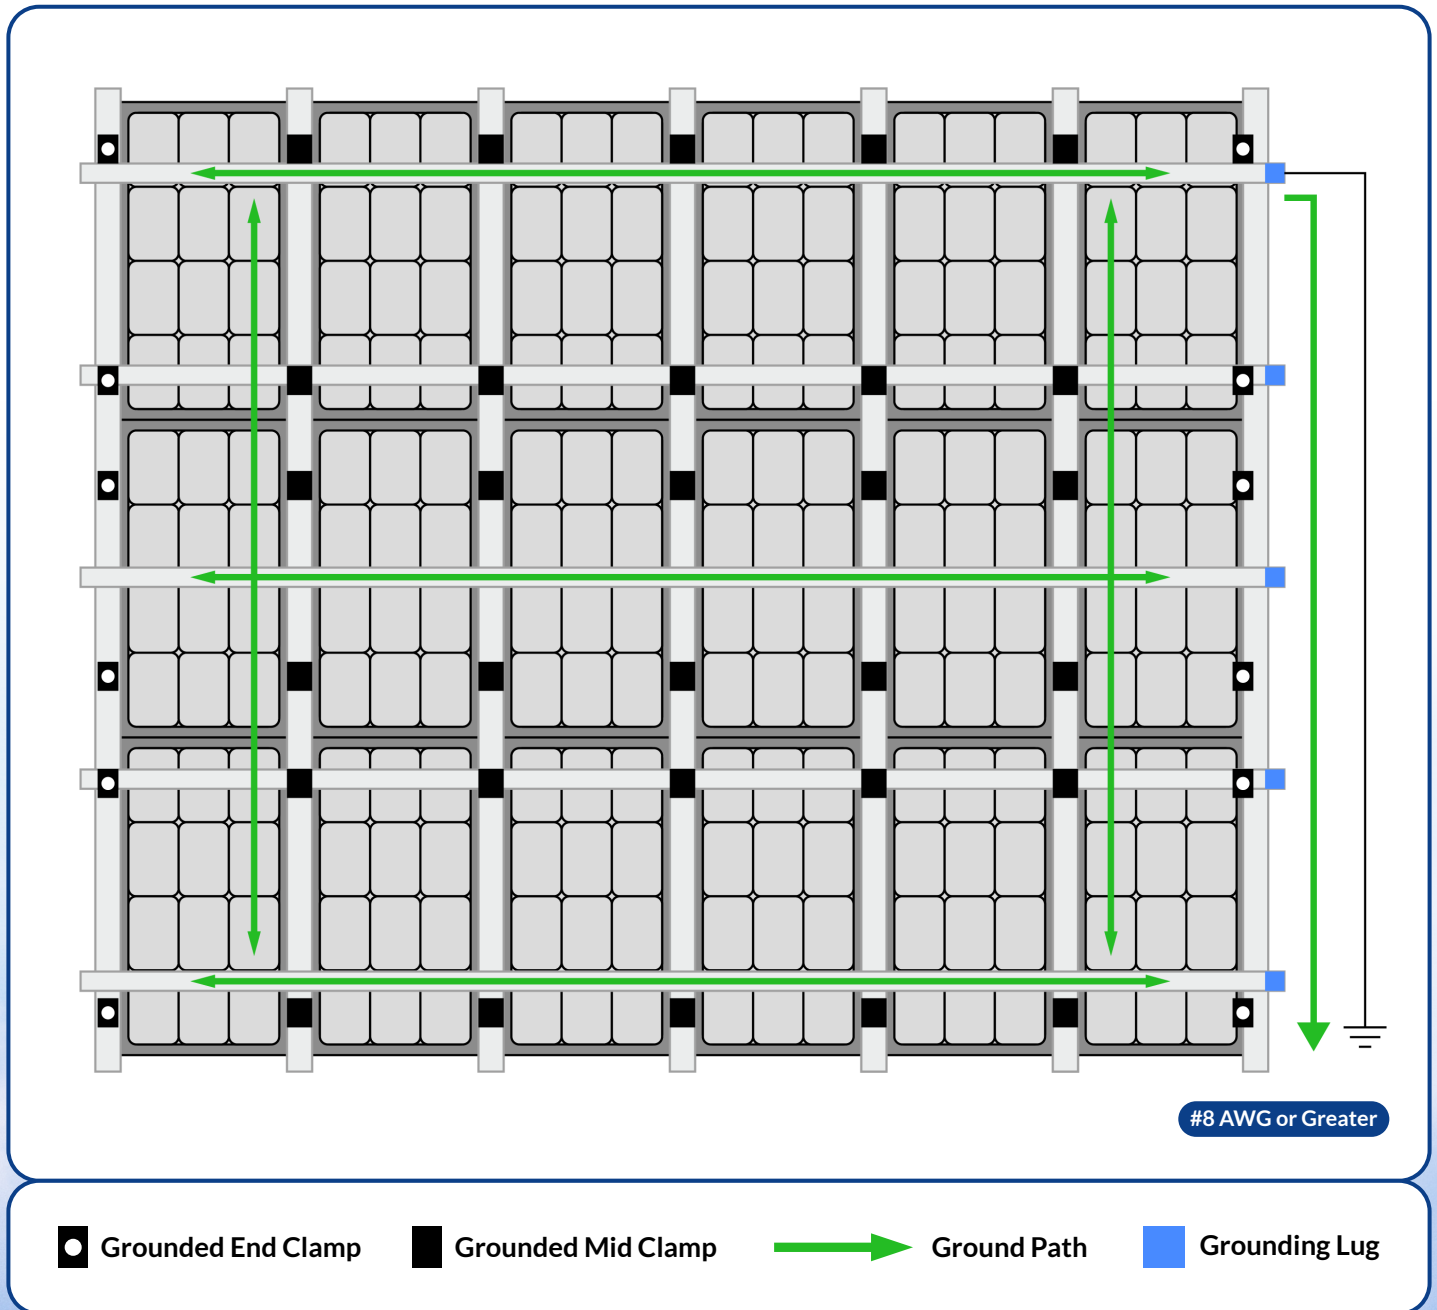 #8 AWG or Greater
Grounded End Clamp
Grounded Mid Clamp
Ground Path
Grounding Lug